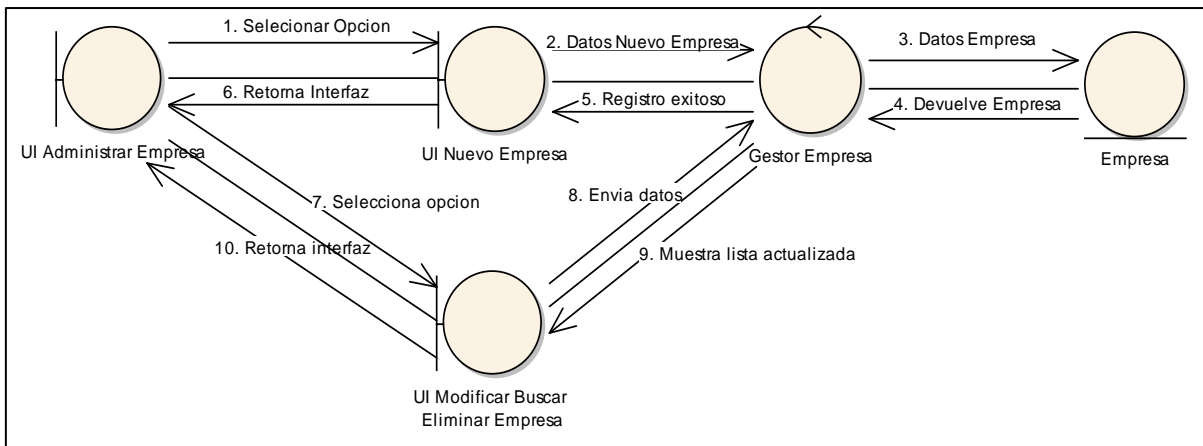 1. Selecionar Opcion
2. Datos Nuevo Empresa
3. Datos Empresa
6. Retorna Interfaz
5. Registro exitoso
4. Devuelve Empresa
UI Administrar Empresa
UI Nuevo Empresa
Gestor Empresa
Empresa
7. Selecciona opcion
8. Envia datos
10. Retorna interfaz
9. Muestra lista actualizada
UI Modificar Buscar
Eliminar Empresa